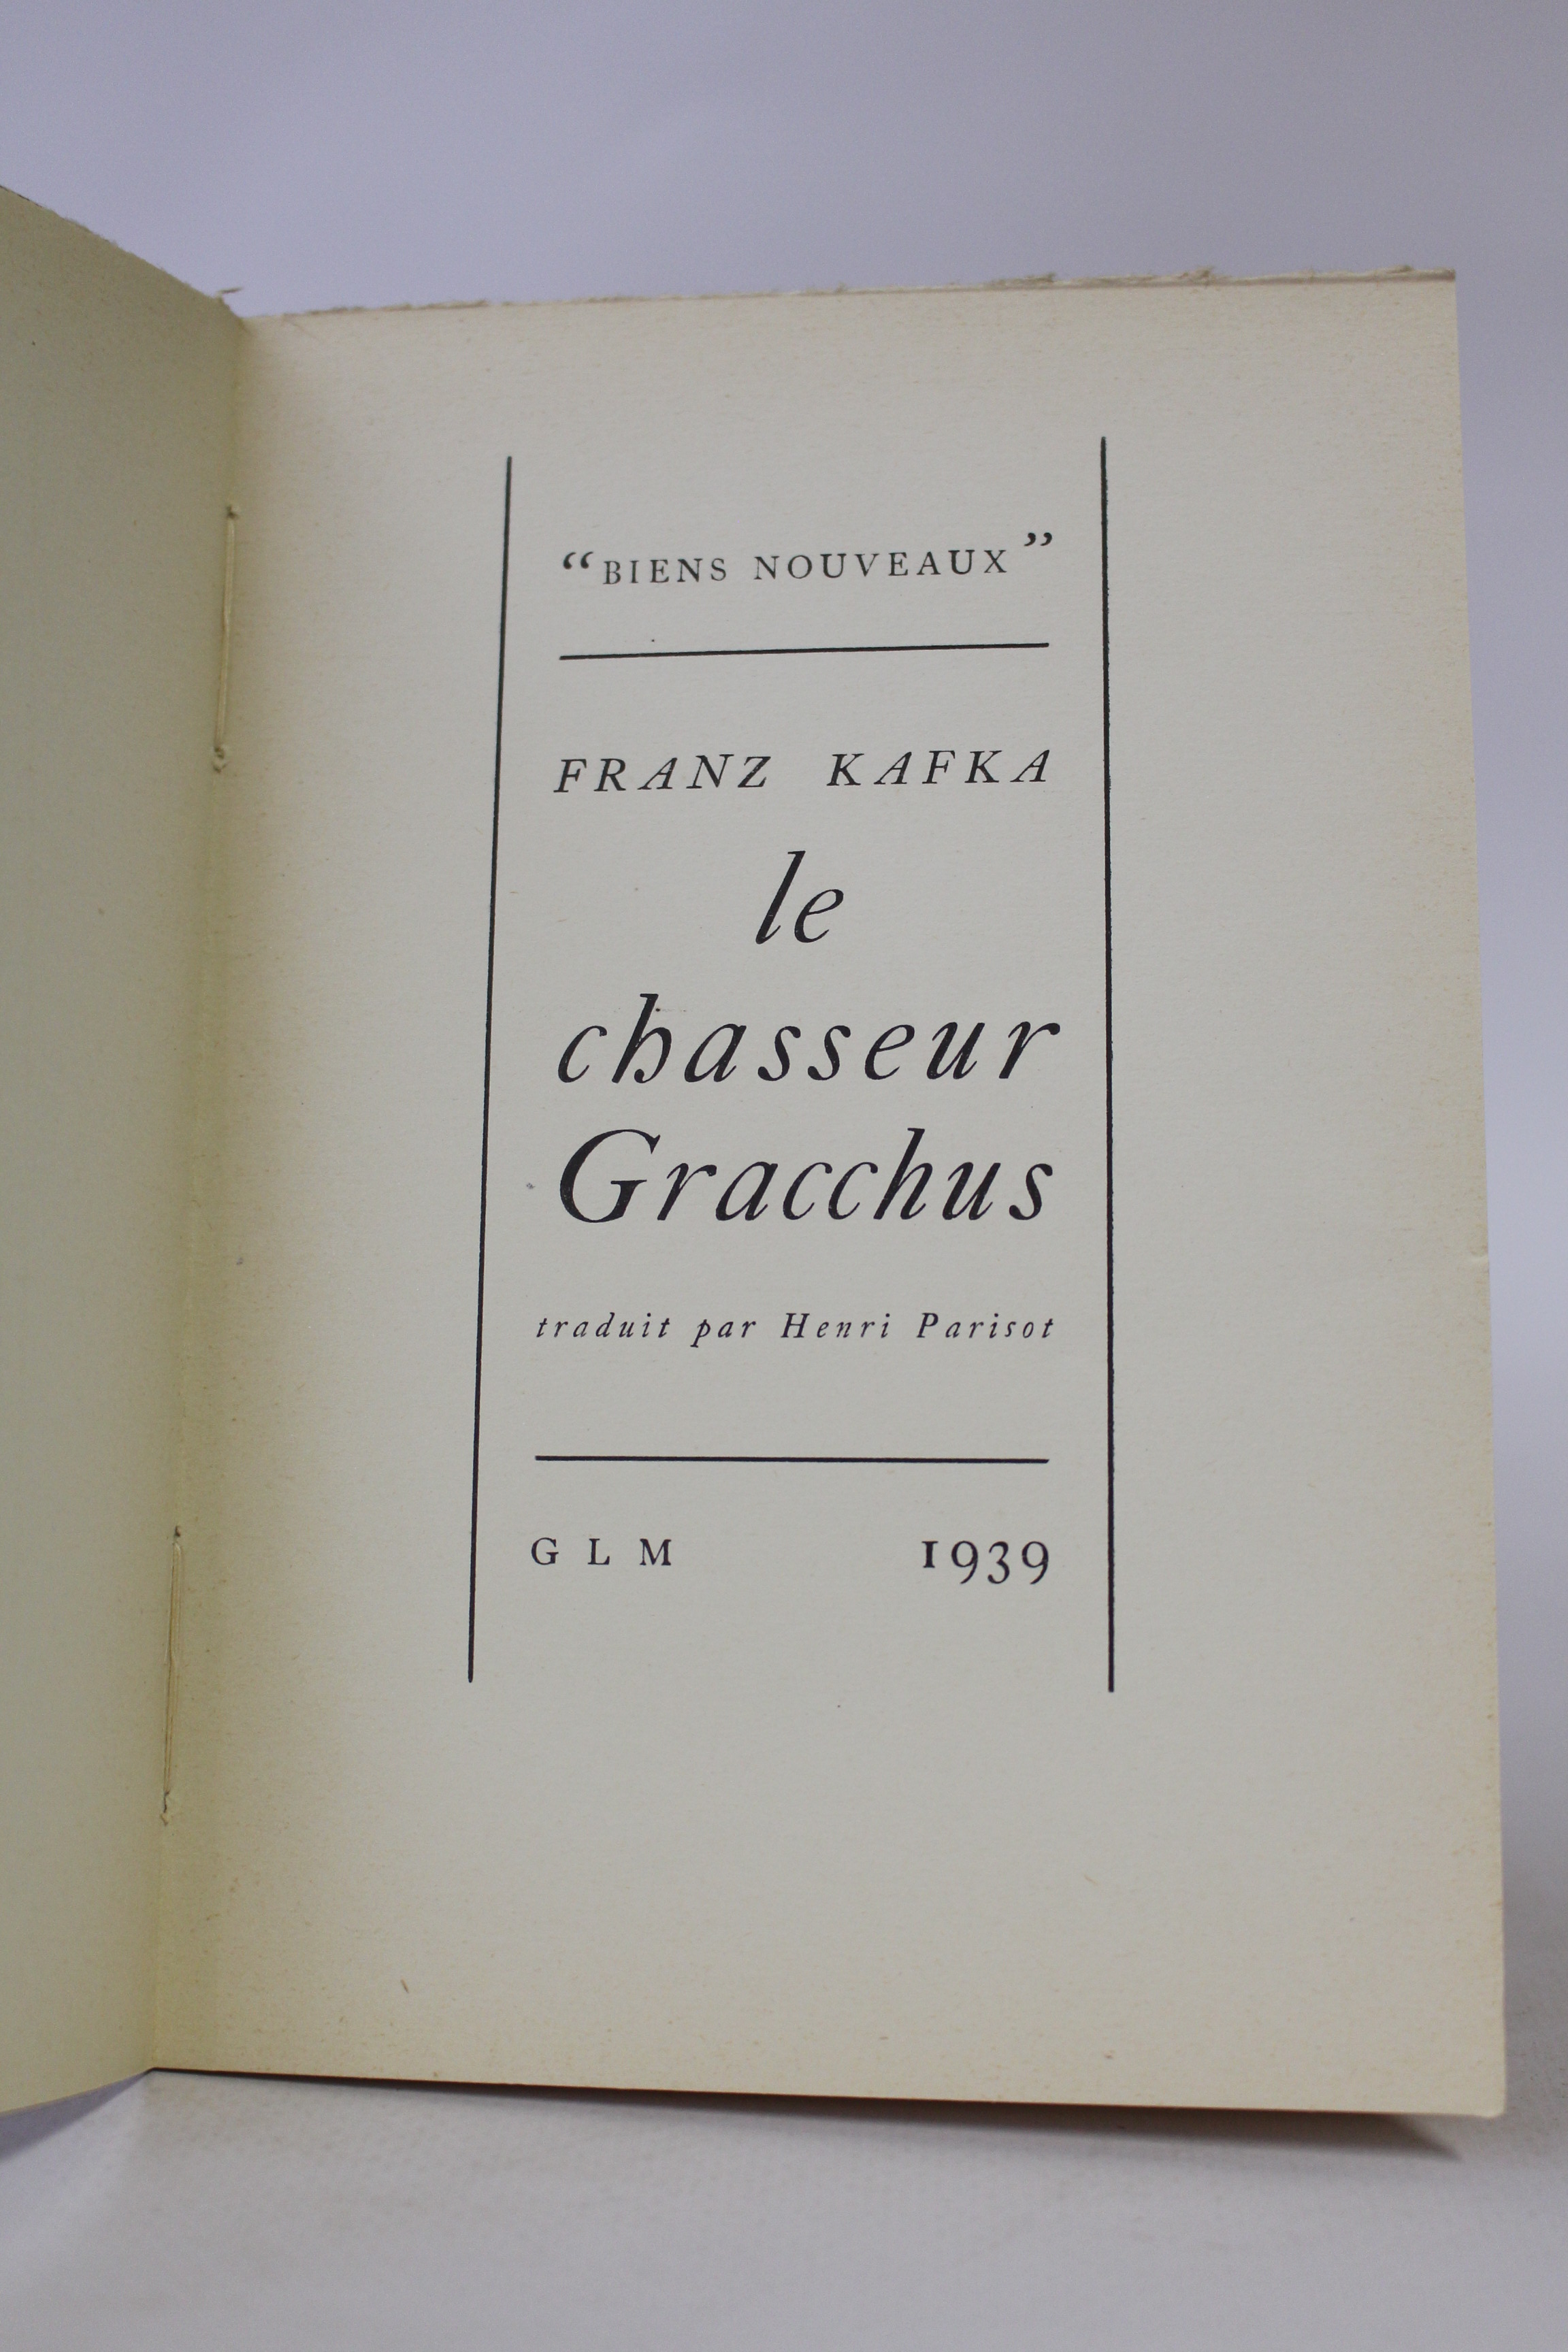 “BIENS NOUVEAUX”
FRANZ KAFKA
le
chasseur
Gracchus
traduit par Henri Parisot
GLM 1939